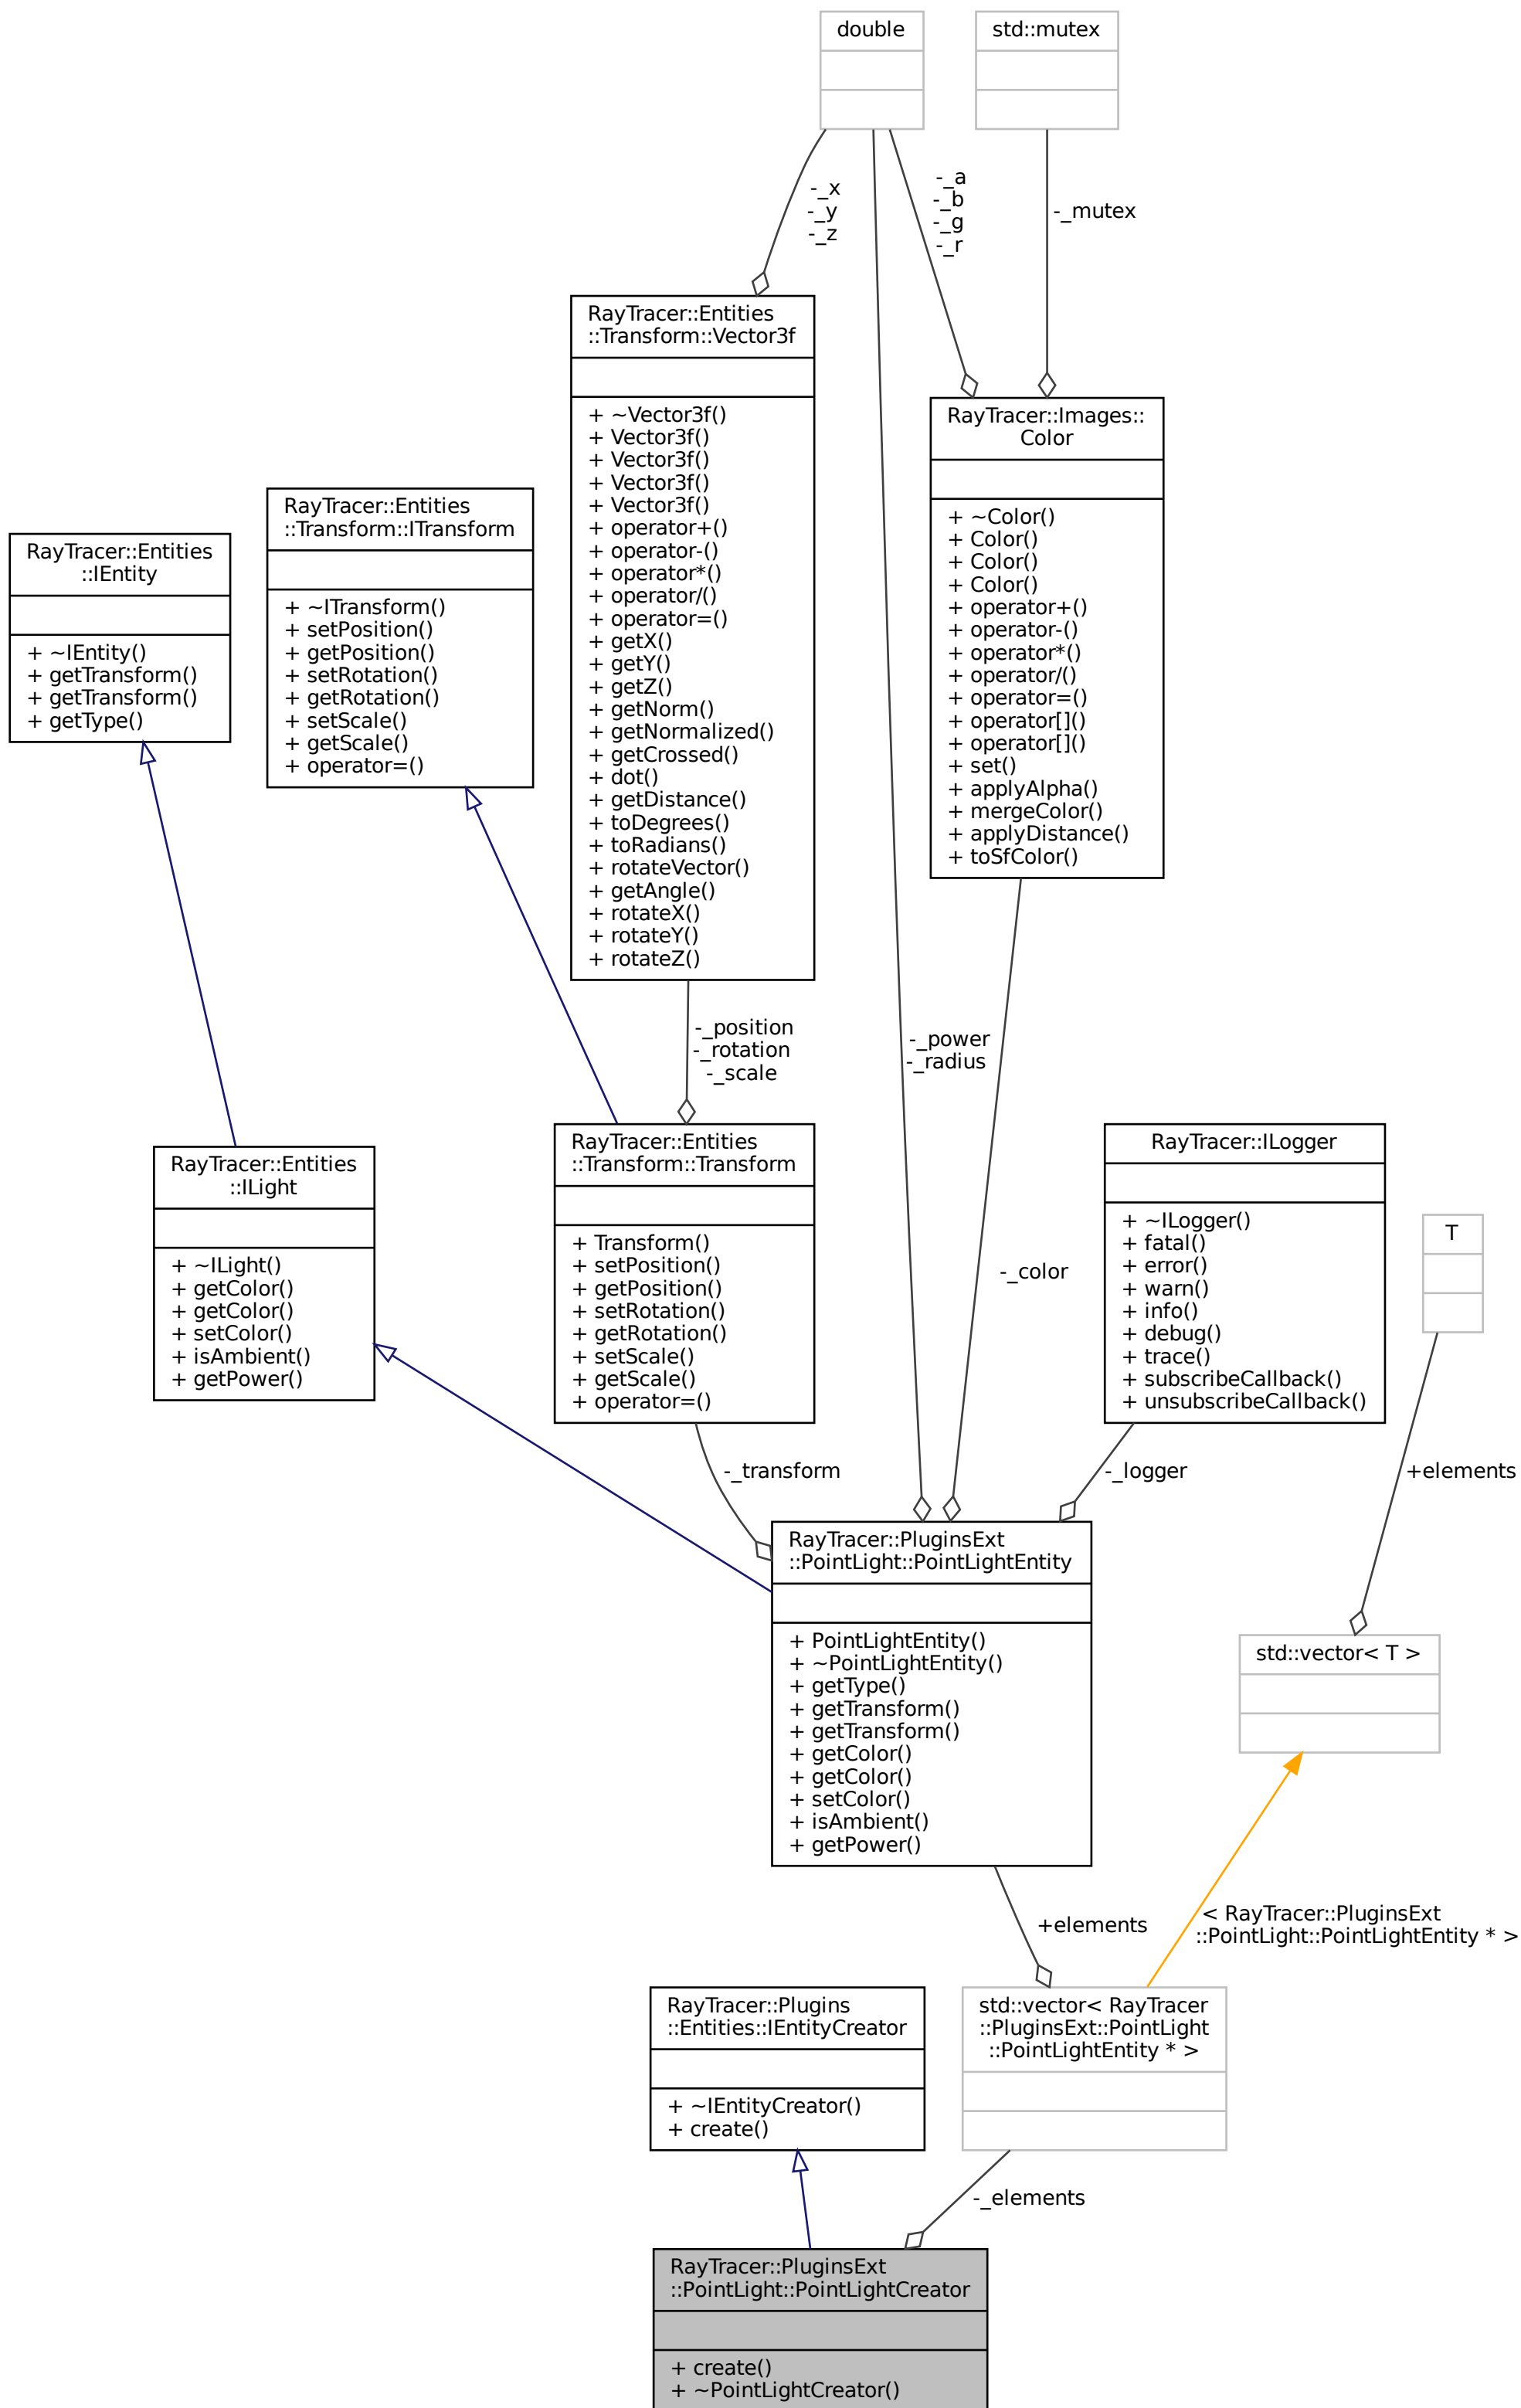 double
std::mutex
-_x
-_y
-_z
-_a
-_b
-_g
-_r
-_mutex
RayTracer::Entities
::Transform::Vector3f
+ ~Vector3f()
+ Vector3f()
+ Vector3f()
+ Vector3f()
+ Vector3f()
+ operator+()
+ operator-()
+ operator*()
+ operator/()
+ operator=()
+ getX()
+ getY()
+ getZ()
+ getNorm()
+ getNormalized()
+ getCrossed()
+ dot()
+ getDistance()
+ toDegrees()
+ toRadians()
+ rotateVector()
+ getAngle()
+ rotateX()
+ rotateY()
+ rotateZ()
RayTracer::Images::
Color
+ ~Color()
+ Color()
+ Color()
+ Color()
+ operator+()
+ operator-()
+ operator*()
+ operator/()
+ operator=()
+ operator[]()
+ operator[]()
+ set()
+ applyAlpha()
+ mergeColor()
+ applyDistance()
+ toSfColor()
RayTracer::Entities
::Transform::ITransform
+ ~ITransform()
+ setPosition()
+ getPosition()
+ setRotation()
+ getRotation()
+ setScale()
+ getScale()
+ operator=()
RayTracer::Entities
::IEntity
+ ~IEntity()
+ getTransform()
+ getTransform()
+ getType()
-_position
-_rotation
-_scale
-_power
-_radius
-_color
RayTracer::Entities
::ILight
+ ~ILight()
+ getColor()
+ getColor()
+ setColor()
+ isAmbient()
+ getPower()
RayTracer::Entities
::Transform::Transform
+ Transform()
+ setPosition()
+ getPosition()
+ setRotation()
+ getRotation()
+ setScale()
+ getScale()
+ operator=()
RayTracer::ILogger
+ ~ILogger()
+ fatal()
+ error()
+ warn()
+ info()
+ debug()
+ trace()
+ subscribeCallback()
+ unsubscribeCallback()
T
-_transform
-_logger
+elements
RayTracer::PluginsExt
::PointLight::PointLightEntity
+ PointLightEntity()
+ ~PointLightEntity()
+ getType()
+ getTransform()
+ getTransform()
+ getColor()
+ getColor()
+ setColor()
+ isAmbient()
+ getPower()
std::vector< T >
+elements
< RayTracer::PluginsExt
::PointLight::PointLightEntity * >
RayTracer::Plugins
::Entities::IEntityCreator
+ ~IEntityCreator()
+ create()
std::vector< RayTracer
::PluginsExt::PointLight
::PointLightEntity * >
-_elements
RayTracer::PluginsExt
::PointLight::PointLightCreator
+ create()
+ ~PointLightCreator()